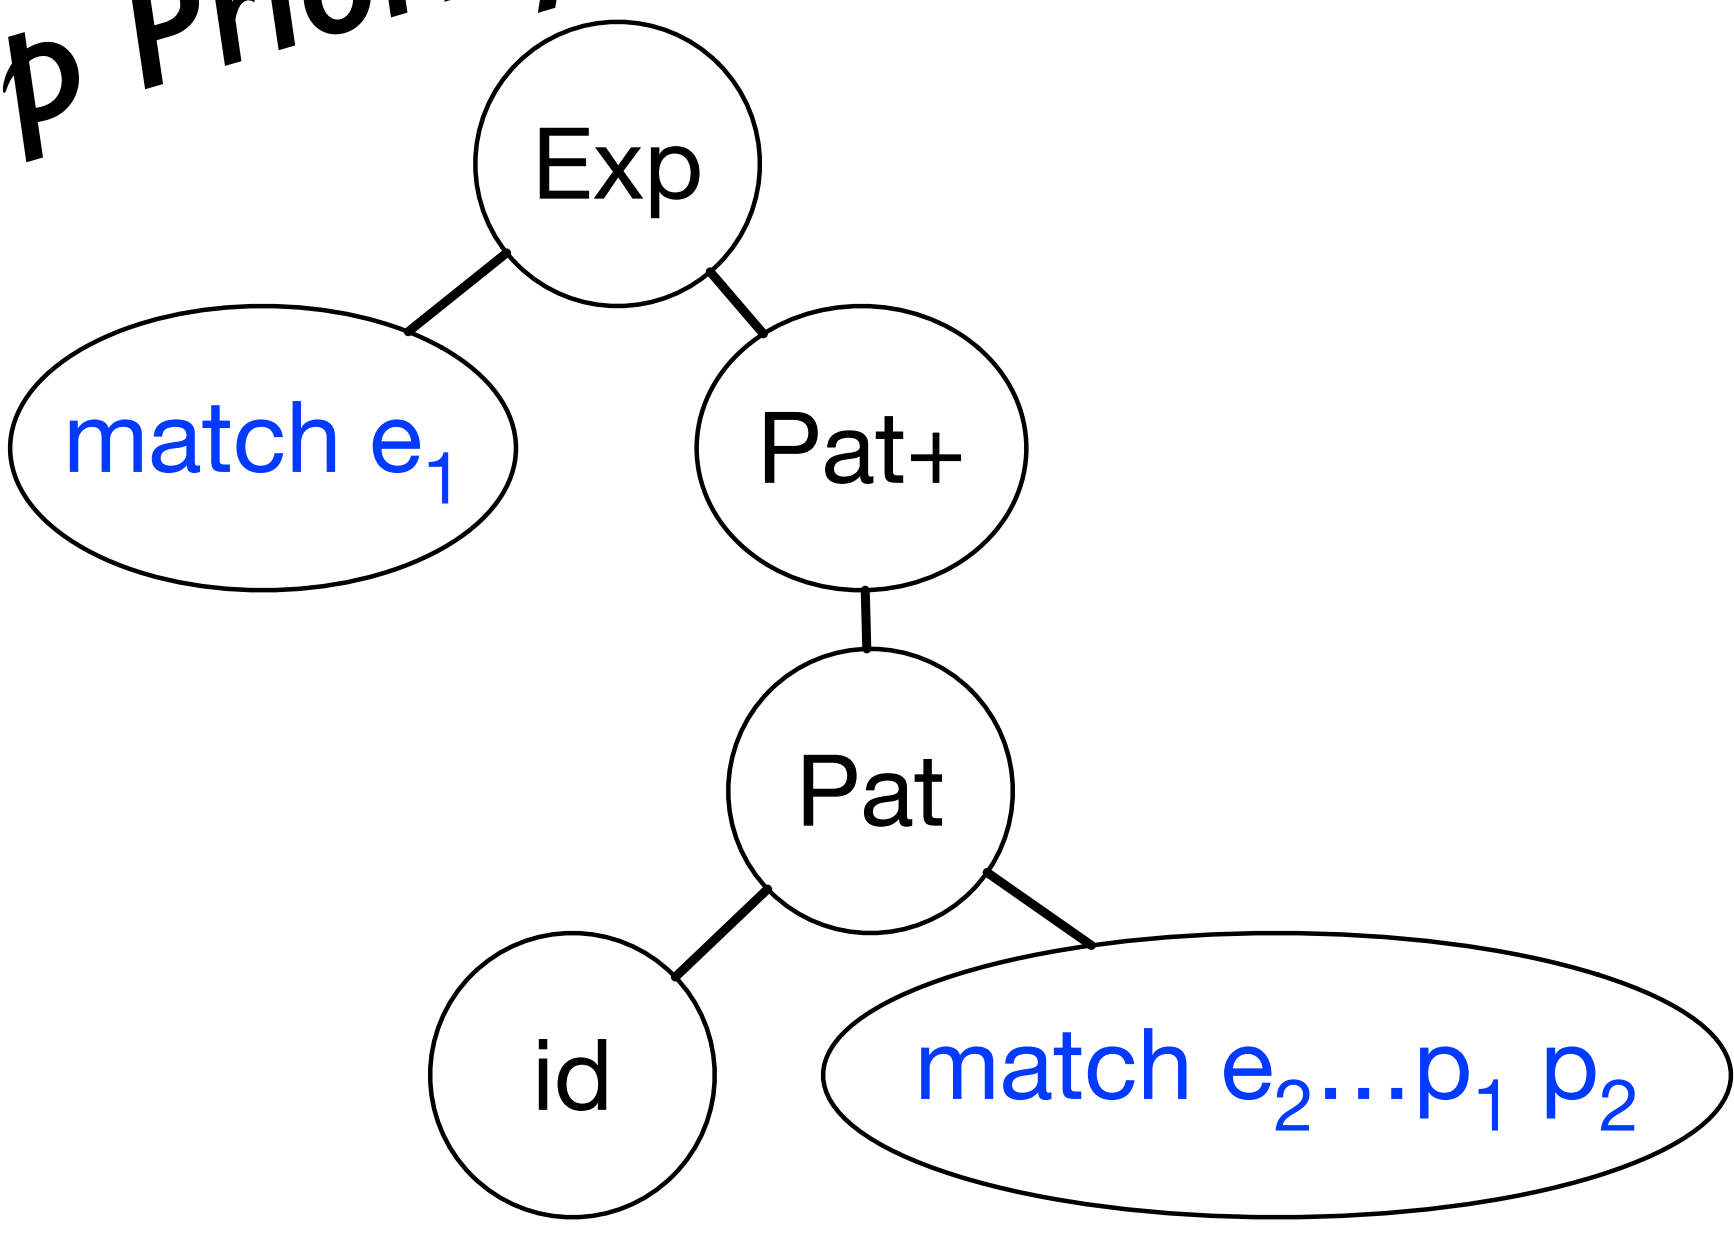 Exp
match e₁
Pat+
Pat
id
match e₂...p₁ p₂